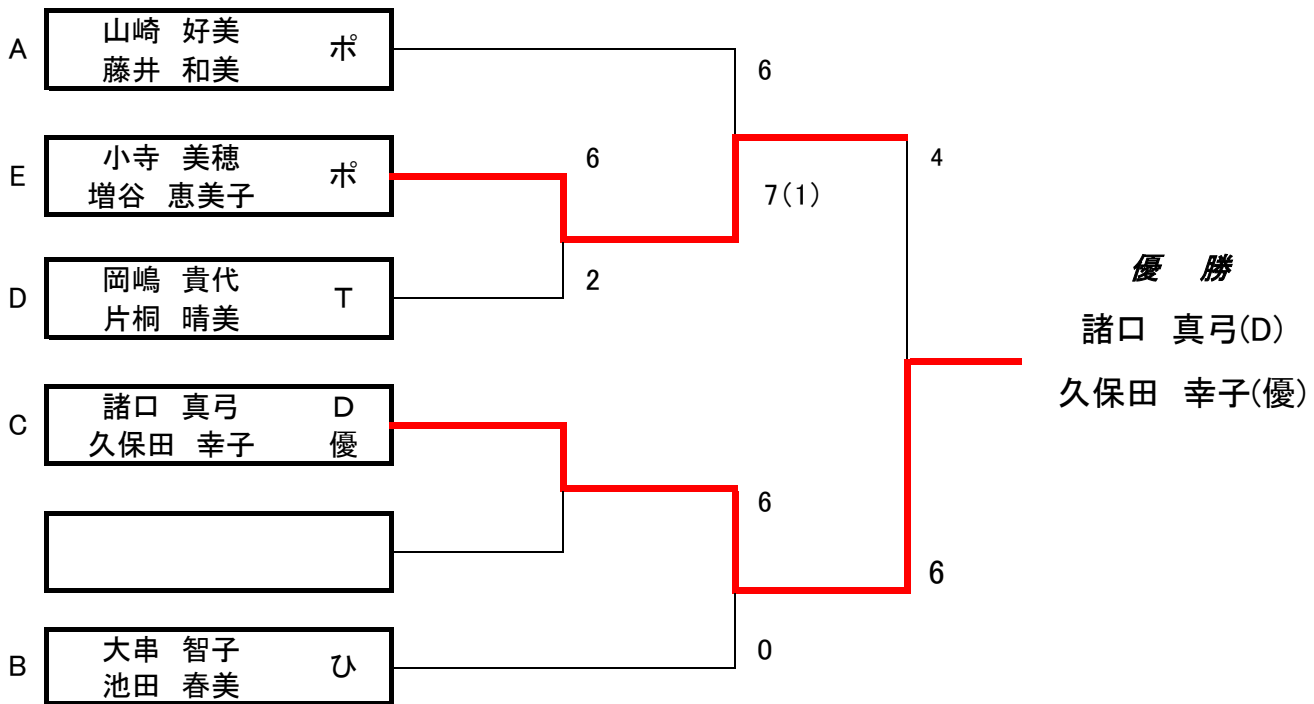 A
山崎 好美
藤井 和美
ポ
6
E
小寺 美穂
増谷 恵美子
ポ
6
7(1)
4
D
岡嶋 貴代
片桐 晴美
T
2
優 勝
諸口 真弓(D)
久保田 幸子(優)
C
諸口 真弓 D
久保田 幸子 優
6
6
B
大串 智子
池田 春美
ひ
0